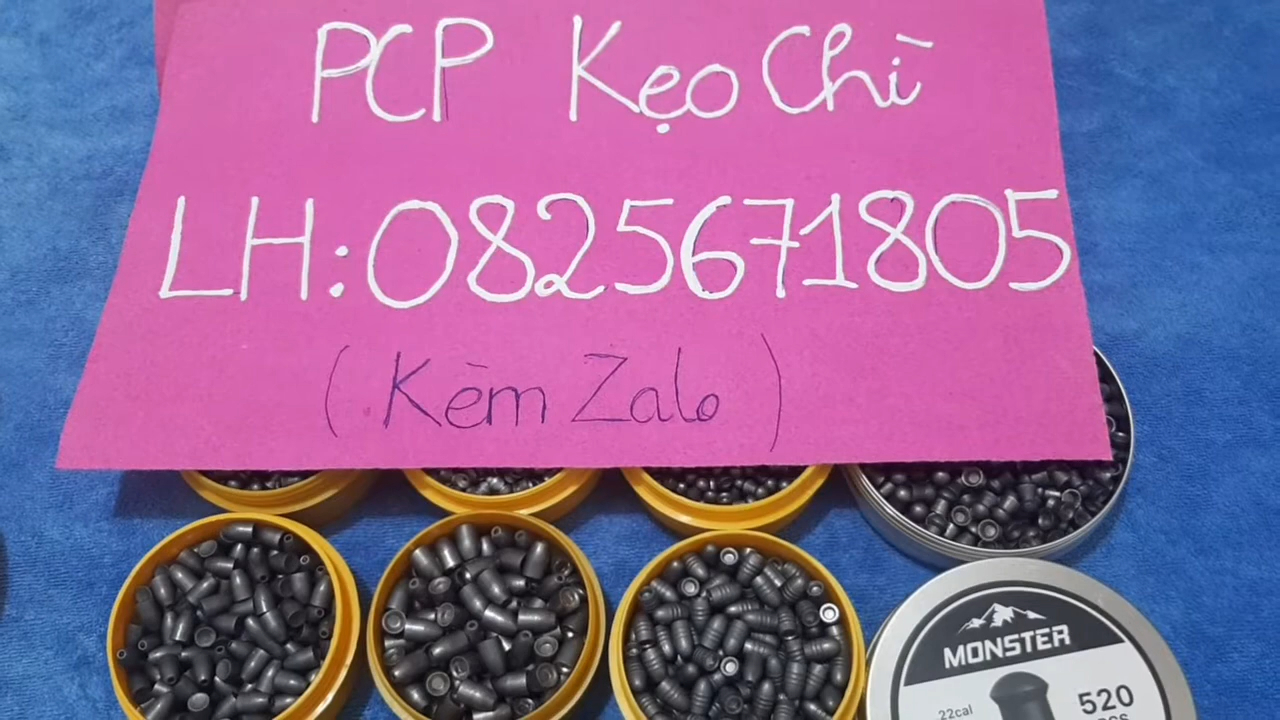 PCP Kẹo Chì
LH:0825671805
(Kèm Zalo)
MONSTER
22cal
520